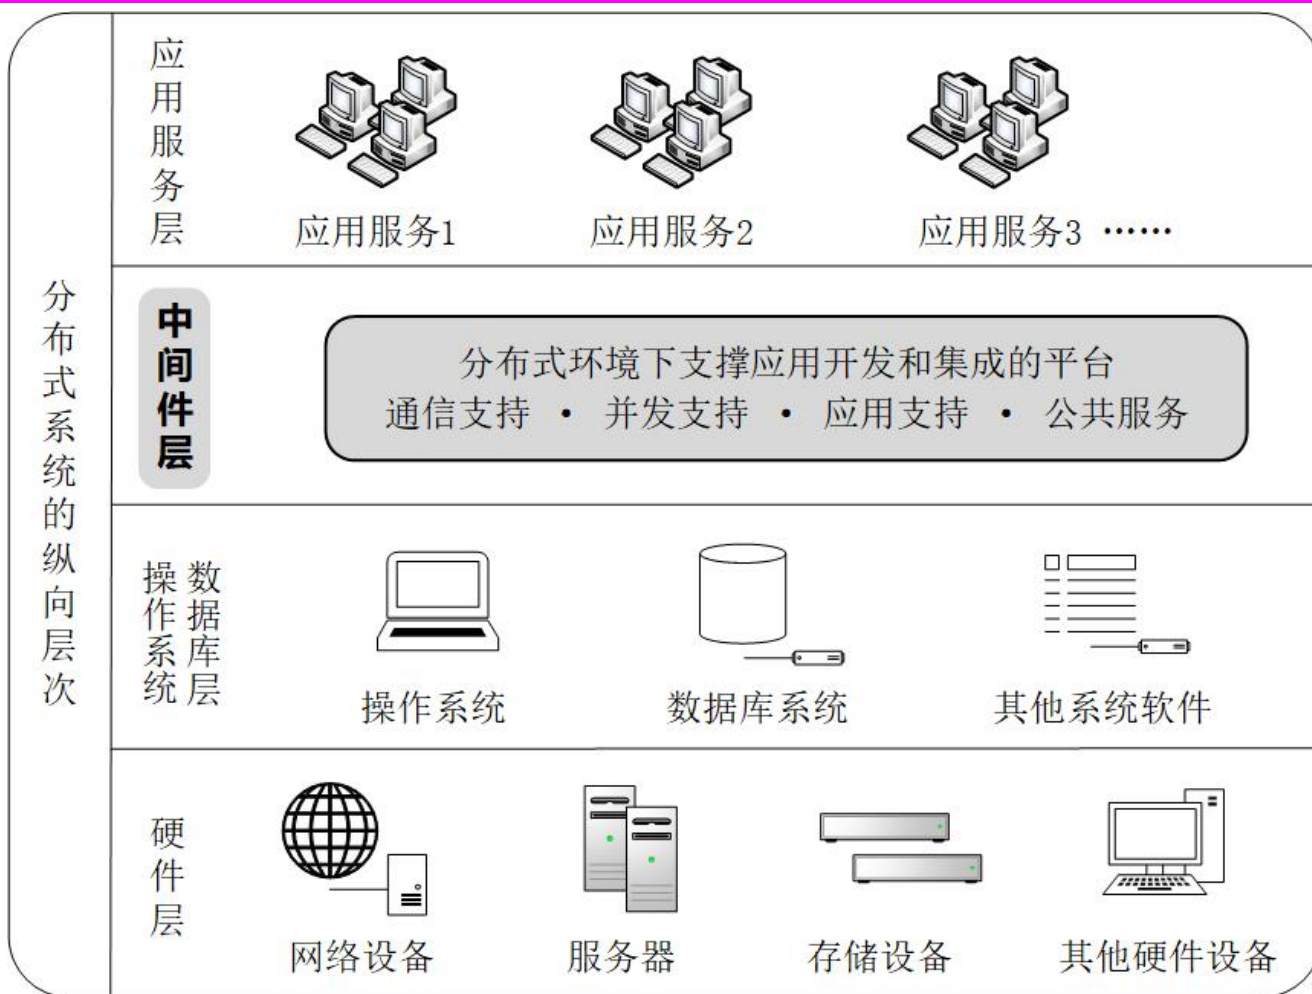 分布式系统的纵向层次
应用服务层
应用服务1
应用服务2
应用服务3 ……
中间件层
分布式环境下支撑应用开发和集成的平台
通信支持 • 并发支持 • 应用支持 • 公共服务
操作系统
数据库层
操作系统
数据库系统
其他系统软件
硬件层
网络设备
服务器
存储设备
其他硬件设备